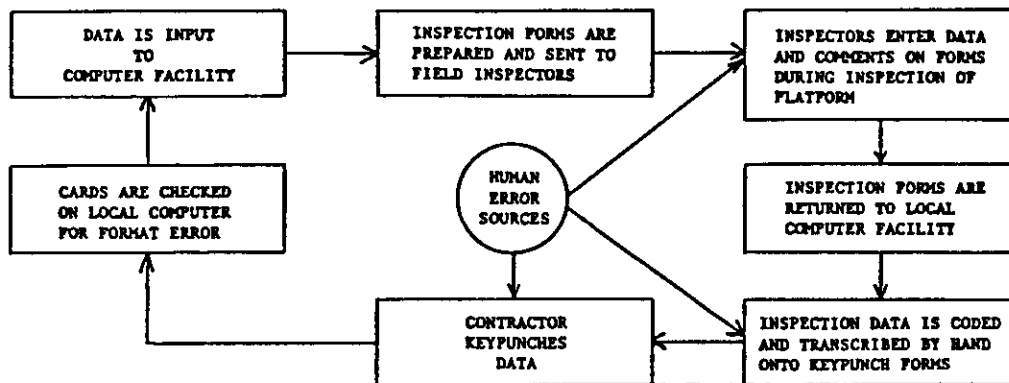 DATA IS INPUT
TO
COMPUTER FACILITY
INSPECTION FORMS ARE
PREPARED AND SENT TO
FIELD INSPECTORS
INSPECTORS ENTER DATA
AND COMMENTS ON FORMS
DURING INSPECTION OF
PLATFORM
CARDS ARE CHECKED
ON LOCAL COMPUTER
FOR FORMAT ERROR
HUMAN
ERROR
SOURCES
INSPECTION FORMS ARE
RETURNED TO LOCAL
COMPUTER FACILITY
CONTRACTOR
KEYPUNCHES
DATA
INSPECTION DATA IS CODED
AND TRANSCRIBED BY HAND
ONTO KEYPUNCH FORMS